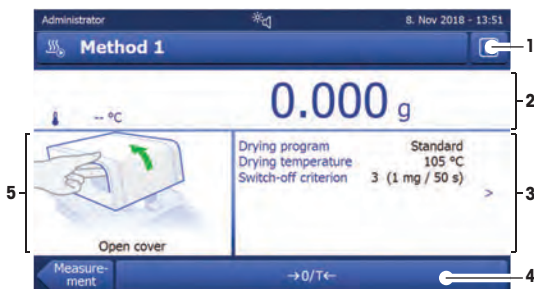 Administrator
8. Nov 2018 - 13:51
Method 1
1
0.000 g
-- °C
2
Drying program Standard
Drying temperature 105 °C
Switch-off criterion 3 (1 mg / 50 s)
>
3
5
Open cover
Measure-
ment
→0/T←
4